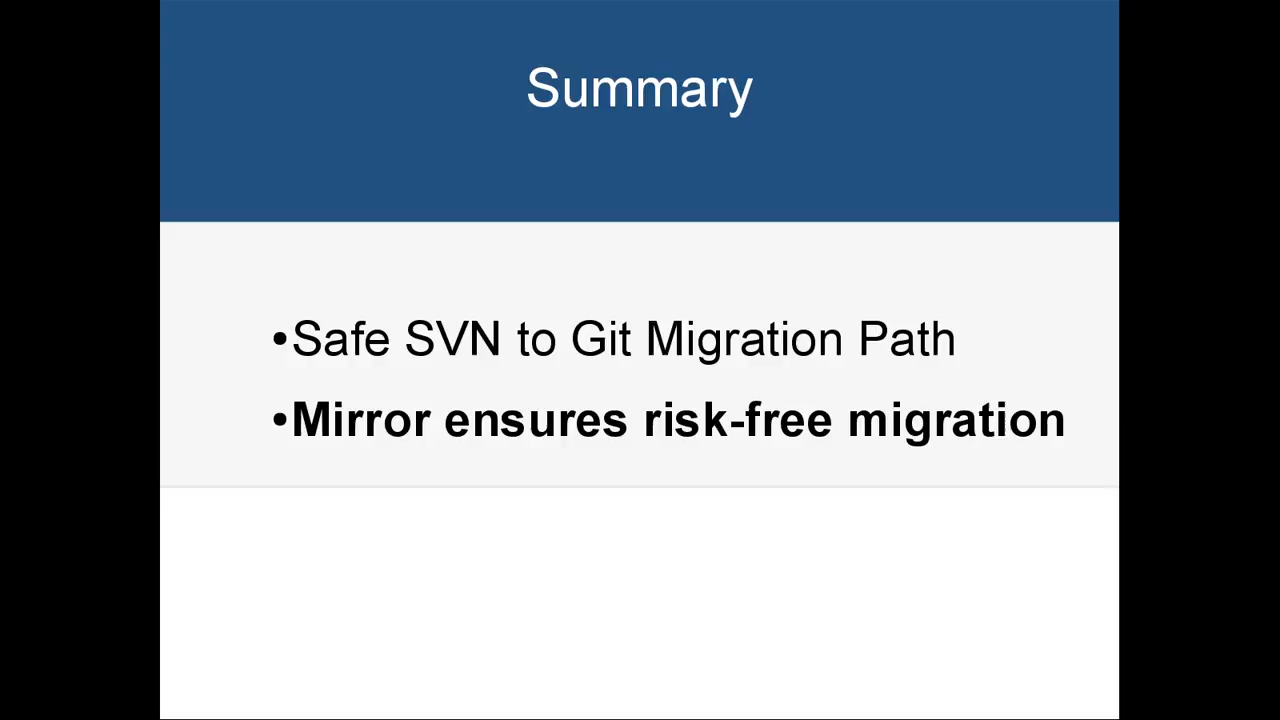 Summary
•Safe SVN to Git Migration Path
•Mirror ensures risk-free migration